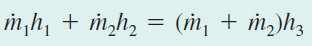 ṁ₁h₁ + ṁ₂h₂ = (ṁ₁ + ṁ₂)h₃